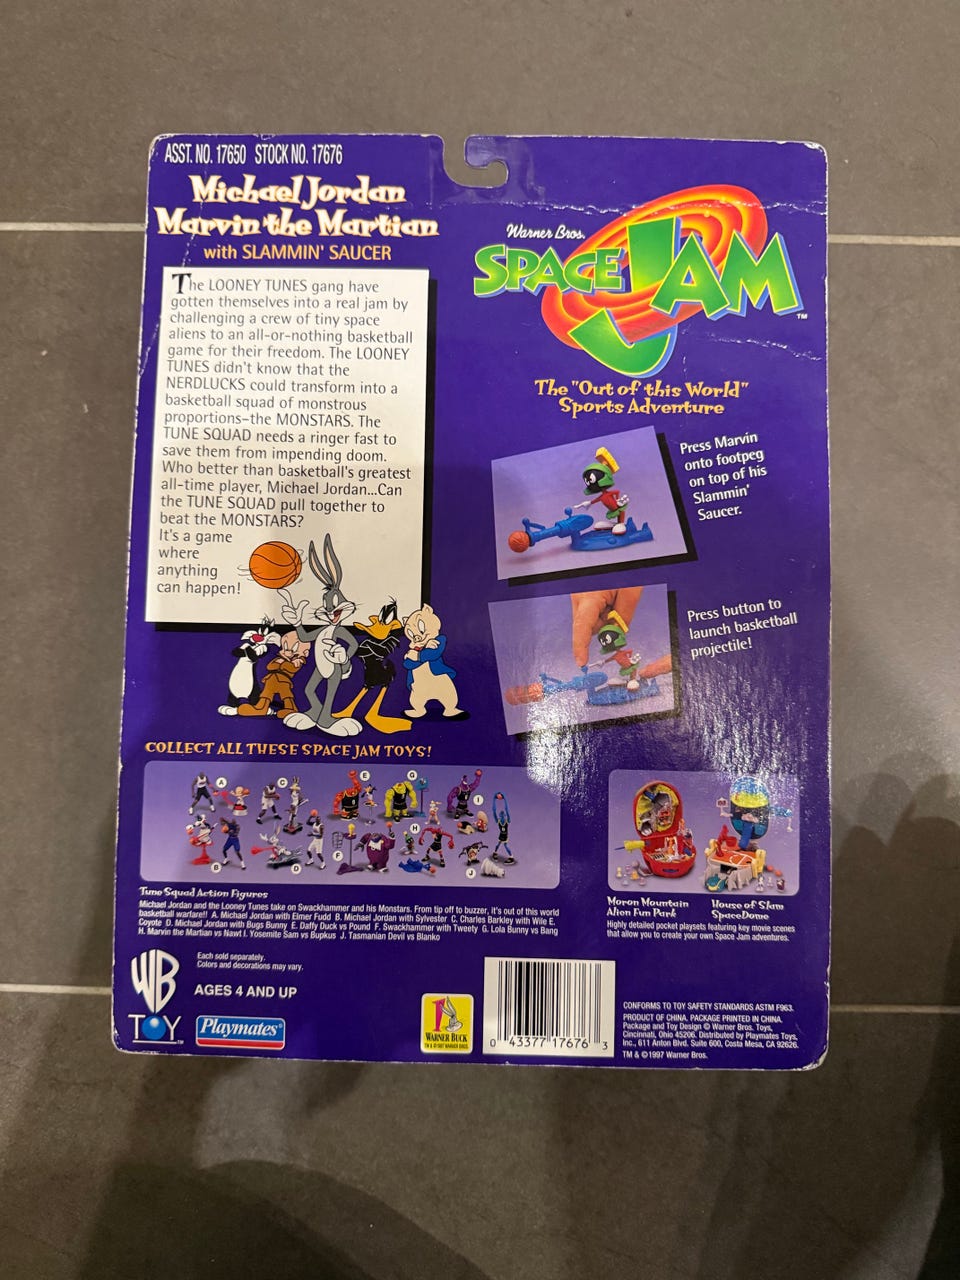 ASST. NO. 17650 STOCK NO. 17676
Michael Jordan
Marvin the Martian
with SLAMMIN' SAUCER
The LOONEY TUNES gang have
gotten themselves into a real jam by
challenging a crew of tiny space
aliens to an all-or-nothing basketball
game for their freedom. The LOONEY
TUNES didn't know that the
NERDLUCKS could transform into a
basketball squad of monstrous
proportions–the MONSTARS. The
TUNE SQUAD needs a ringer fast to
save them from impending doom.
Who better than basketball's greatest
all-time player, Michael Jordan...Can
the TUNE SQUAD pull together to
beat the MONSTARS?
It's a game
where
anything
can happen!
Warner Bros.
SPACE JAM
TM
The "Out of this World"
Sports Adventure
Press Marvin
onto footpeg
on top of his
Slammin'
Saucer.
Press button to
launch basketball
projectile!
COLLECT ALL THESE SPACE JAM TOYS!
A C E G I
B D F H J
Tune Squad Action Figures
Michael Jordan and the Looney Tunes take on Swackhammer and his Monstars. From tip off to buzzer, it's out of this world
basketball warfare!! A. Michael Jordan with Elmer Fudd B. Michael Jordan with Sylvester C. Charles Barkley with Wile E.
Coyote D. Michael Jordan with Bugs Bunny E. Daffy Duck vs Pound F. Swackhammer with Tweety G. Lola Bunny vs Bang
H. Marvin the Martian vs Nawt I. Yosemite Sam vs Bupkus J. Tasmanian Devil vs Blanko
Moron Mountain
Alien Fun Park
House of Slam
SpaceDome
Highly detailed pocket playsets featuring key movie scenes
that allow you to create your own Space Jam adventures.
WB
TOY
TM
Each sold separately.
Colors and decorations may vary.
AGES 4 AND UP
Playmates®
1
WARNER BUCK
TM & ©1997 WARNER BROS.
0 43377 17676 3
CONFORMS TO TOY SAFETY STANDARDS ASTM F963.
PRODUCT OF CHINA. PACKAGE PRINTED IN CHINA.
Package and Toy Design © Warner Bros. Toys,
Cincinnati, Ohio 45206. Distributed by Playmates Toys,
Inc., 611 Anton Blvd. Suite 600, Costa Mesa, CA 92626.
TM & ©1997 Warner Bros.